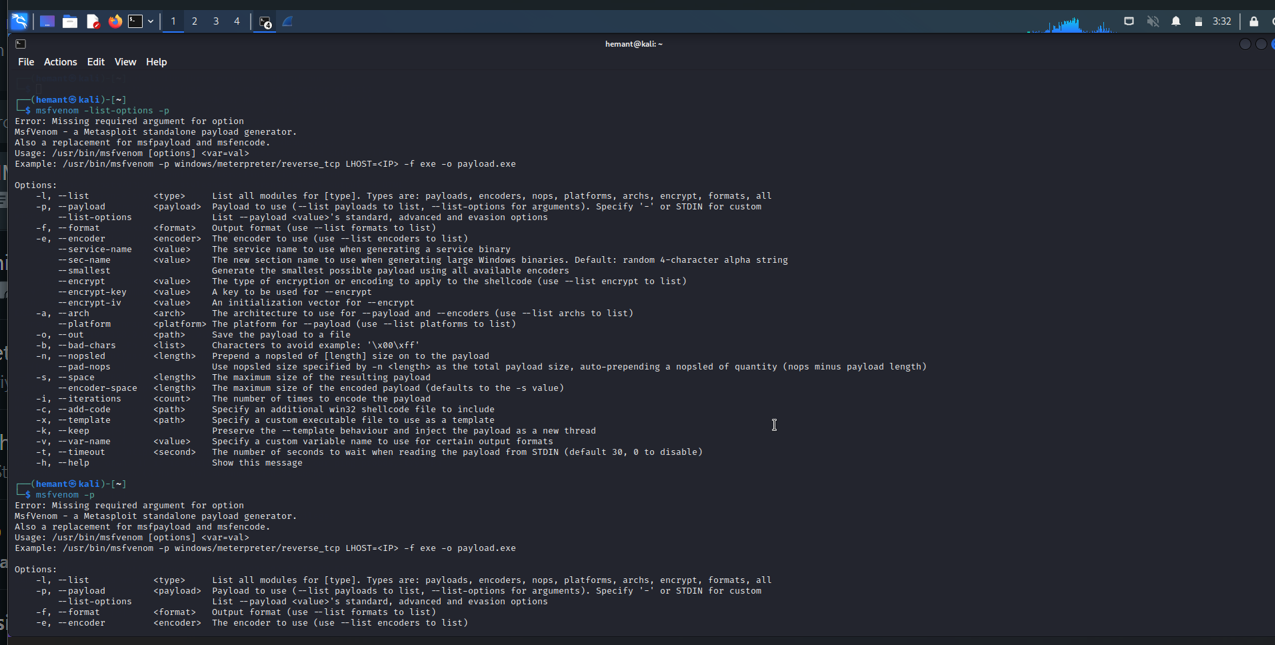 1 2 3 4 4 3:32
hemant@kali: ~
File Actions Edit View Help
┌──(hemant㉿kali)-[~]
└─$ msfvenom -list-options -p
Error: Missing required argument for option
MsfVenom - a Metasploit standalone payload generator.
Also a replacement for msfpayload and msfencode.
Usage: /usr/bin/msfvenom [options] <var=val>
Example: /usr/bin/msfvenom -p windows/meterpreter/reverse_tcp LHOST=<IP> -f exe -o payload.exe
Options:
-l, --list <type> List all modules for [type]. Types are: payloads, encoders, nops, platforms, archs, encrypt, formats, all
-p, --payload <payload> Payload to use (--list payloads to list, --list-options for arguments). Specify '-' or STDIN for custom
--list-options List --payload <value>'s standard, advanced and evasion options
-f, --format <format> Output format (use --list formats to list)
-e, --encoder <encoder> The encoder to use (use --list encoders to list)
--service-name <value> The service name to use when generating a service binary
--sec-name <value> The new section name to use when generating large Windows binaries. Default: random 4-character alpha string
--smallest Generate the smallest possible payload using all available encoders
--encrypt <value> The type of encryption or encoding to apply to the shellcode (use --list encrypt to list)
--encrypt-key <value> A key to be used for --encrypt
--encrypt-iv <value> An initialization vector for --encrypt
-a, --arch <arch> The architecture to use for --payload and --encoders (use --list archs to list)
--platform <platform> The platform for --payload (use --list platforms to list)
-o, --out <path> Save the payload to a file
-b, --bad-chars <list> Characters to avoid example: '\x00\xff'
-n, --nopsled <length> Prepend a nopsled of [length] size on to the payload
--pad-nops Use nopsled size specified by -n <length> as the total payload size, auto-prepending a nopsled of quantity (nops minus payload length)
-s, --space <length> The maximum size of the resulting payload
--encoder-space <length> The maximum size of the encoded payload (defaults to the -s value)
-i, --iterations <count> The number of times to encode the payload
-c, --add-code <path> Specify an additional win32 shellcode file to include
-x, --template <path> Specify a custom executable file to use as a template
-k, --keep Preserve the --template behaviour and inject the payload as a new thread
-v, --var-name <value> Specify a custom variable name to use for certain output formats
-t, --timeout <second> The number of seconds to wait when reading the payload from STDIN (default 30, 0 to disable)
-h, --help Show this message
┌──(hemant㉿kali)-[~]
└─$ msfvenom -p
Error: Missing required argument for option
MsfVenom - a Metasploit standalone payload generator.
Also a replacement for msfpayload and msfencode.
Usage: /usr/bin/msfvenom [options] <var=val>
Example: /usr/bin/msfvenom -p windows/meterpreter/reverse_tcp LHOST=<IP> -f exe -o payload.exe
Options:
-l, --list <type> List all modules for [type]. Types are: payloads, encoders, nops, platforms, archs, encrypt, formats, all
-p, --payload <payload> Payload to use (--list payloads to list, --list-options for arguments). Specify '-' or STDIN for custom
--list-options List --payload <value>'s standard, advanced and evasion options
-f, --format <format> Output format (use --list formats to list)
-e, --encoder <encoder> The encoder to use (use --list encoders to list)